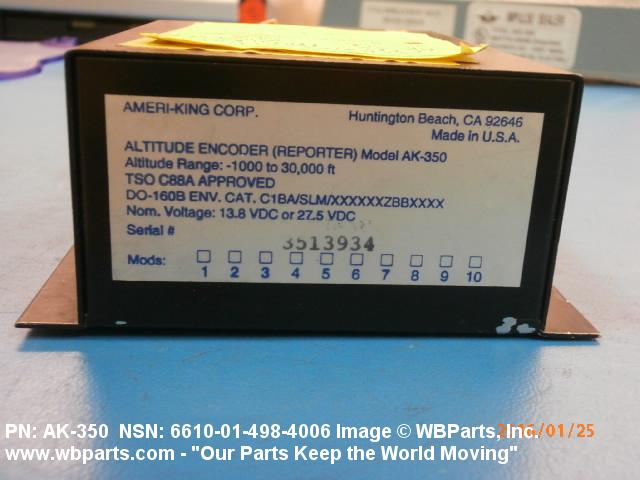 AMERI-KING CORP.
Huntington Beach, CA 92646
Made in U.S.A.
ALTITUDE ENCODER (REPORTER) Model AK-350
Altitude Range: -1000 to 30,000 ft
TSO C88A APPROVED
DO-160B ENV. CAT. C1BA/SLM/XXXXXXZBBXXXX
Nom. Voltage: 13.8 VDC or 27.5 VDC
Serial #
3513934
Mods:
1 2 3 4 5 6 7 8 9 10
PN: AK-350 NSN: 6610-01-498-4006 Image © WBParts, Inc.
/01/25
www.wbparts.com - "Our Parts Keep the World Moving"